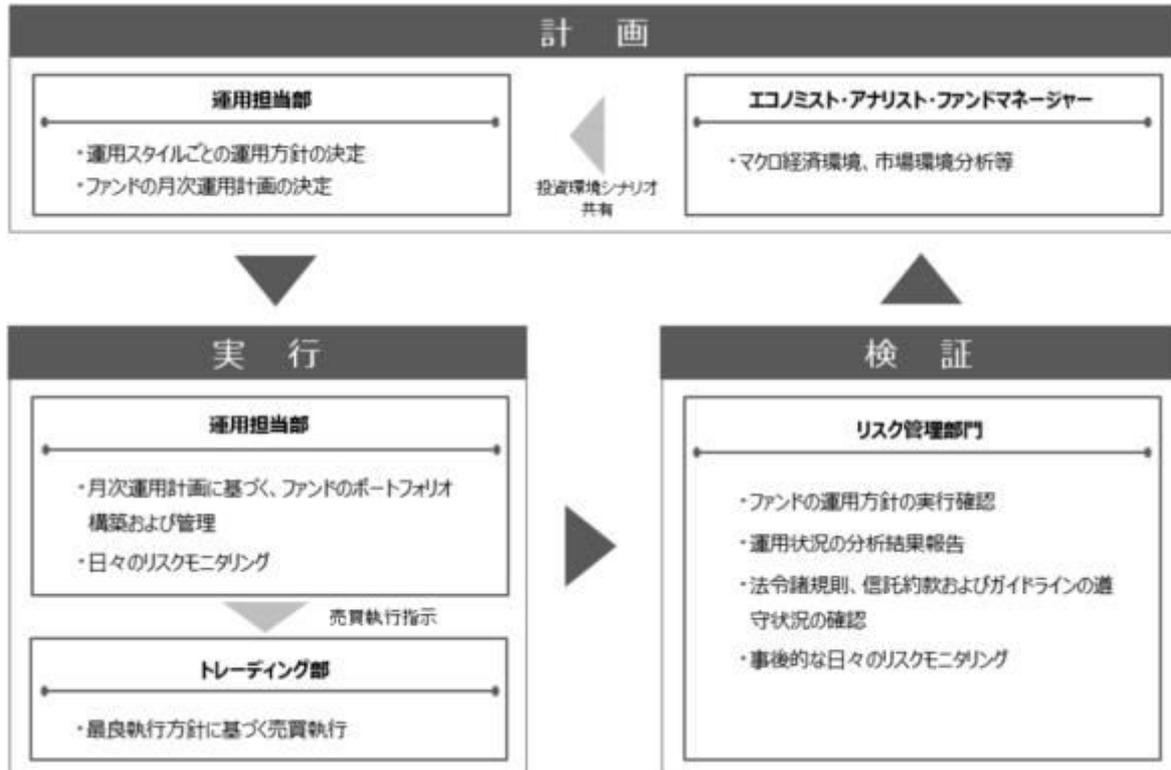 計　画
運用担当部
・運用スタイルごとの運用方針の決定
・ファンドの月次運用計画の決定
投資環境シナリオ
共有
エコノミスト・アナリスト・ファンドマネージャー
・マクロ経済環境、市場環境分析等
実　行
運用担当部
・月次運用計画に基づく、ファンドのポートフォリオ
構築および管理
・日々のリスクモニタリング
売買執行指示
トレーディング部
・最良執行方針に基づく売買執行
検　証
リスク管理部門
・ファンドの運用方針の実行確認
・運用状況の分析結果報告
・法令諸規則、信託約款およびガイドラインの遵
守状況の確認
・事後的な日々のリスクモニタリング